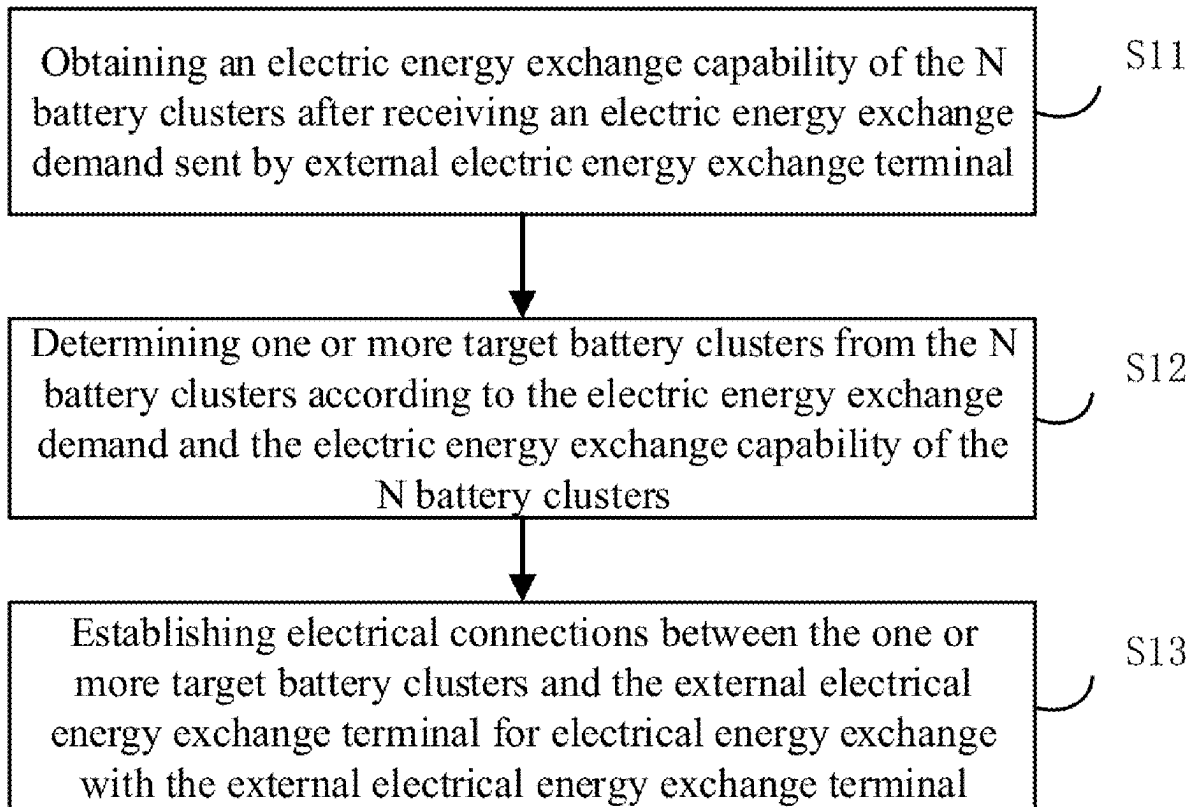 Obtaining an electric energy exchange capability of the N
battery clusters after receiving an electric energy exchange
demand sent by external electric energy exchange terminal
S11
Determining one or more target battery clusters from the N
battery clusters according to the electric energy exchange
demand and the electric energy exchange capability of the
N battery clusters
S12
Establishing electrical connections between the one or
more target battery clusters and the external electrical
energy exchange terminal for electrical energy exchange
with the external electrical energy exchange terminal
S13